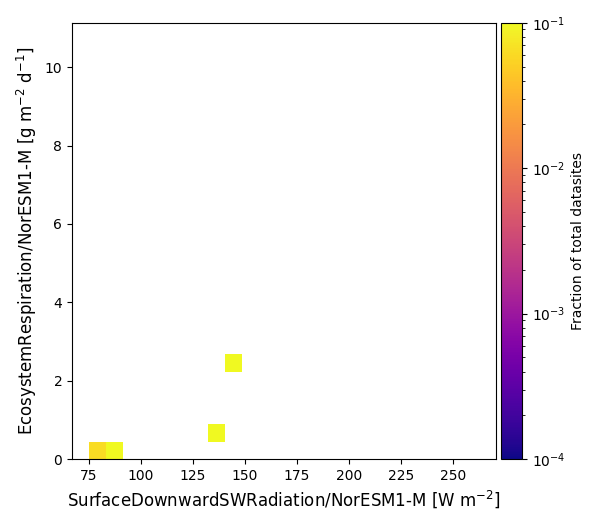 EcosystemRespiration/NorESM1-M [g m⁻² d⁻¹]
10
8
6
4
2
0
75 100 125 150 175 200 225 250
SurfaceDownwardSWRadiation/NorESM1-M [W m⁻²]
10⁻¹
10⁻²
10⁻³
10⁻⁴
Fraction of total datasites